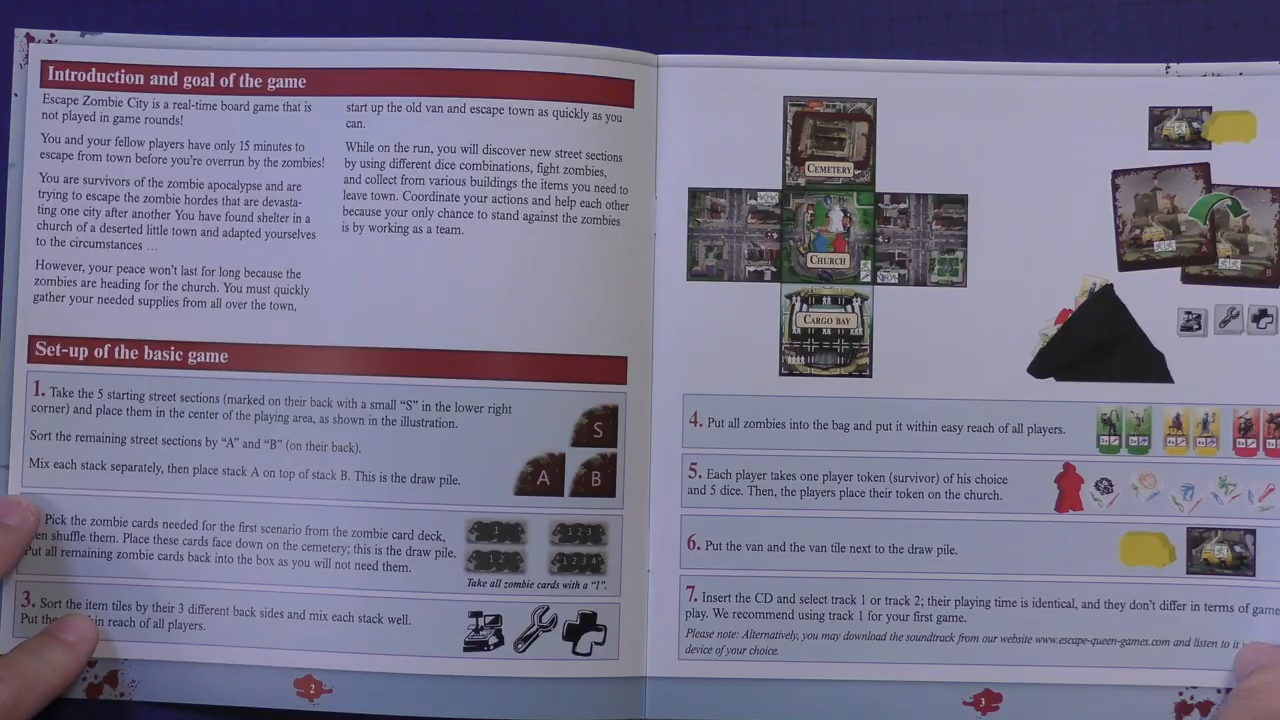 Introduction and goal of the game
Escape Zombie City is a real-time board game that is
not played in game rounds!
You and your fellow players have only 15 minutes to
escape from town before you're overrun by the zombies!
You are survivors of the zombie apocalypse and are
trying to escape the zombie hordes that are devasta-
ting one city after another You have found shelter in a
church of a deserted little town and adapted yourselves
to the circumstances ...
However, your peace won't last for long because the
zombies are heading for the church. You must quickly
gather your needed supplies from all over the town,
start up the old van and escape town as quickly as you
can.
While on the run, you will discover new street sections
by using different dice combinations, fight zombies,
and collect from various buildings the items you need to
leave town. Coordinate your actions and help each other
because your only chance to stand against the zombies
is by working as a team.
Set-up of the basic game
1. Take the 5 starting street sections (marked on their back with a small "S" in the lower right
corner) and place them in the center of the playing area, as shown in the illustration.
Sort the remaining street sections by "A" and "B" (on their back).
Mix each stack separately, then place stack A on top of stack B. This is the draw pile.
S
A B
Pick the zombie cards needed for the first scenario from the zombie card deck,
then shuffle them. Place these cards face down on the cemetery; this is the draw pile.
Put all remaining zombie cards back into the box as you will not need them.
1
1 2 3
1 2
1 2 3 4
Take all zombie cards with a "1".
3. Sort the item tiles by their 3 different back sides and mix each stack well.
Put in reach of all players.
2
CEMETERY
CHURCH
CARGO BAY
A
B
4. Put all zombies into the bag and put it within easy reach of all players.
5. Each player takes one player token (survivor) of his choice
and 5 dice. Then, the players place their token on the church.
6. Put the van and the van tile next to the draw pile.
7. Insert the CD and select track 1 or track 2; their playing time is identical, and they don't differ in terms of game
play. We recommend using track 1 for your first game.
Please note: Alternatively, you may download the soundtrack from our website www.escape-queen-games.com and listen to it
device of your choice.
3